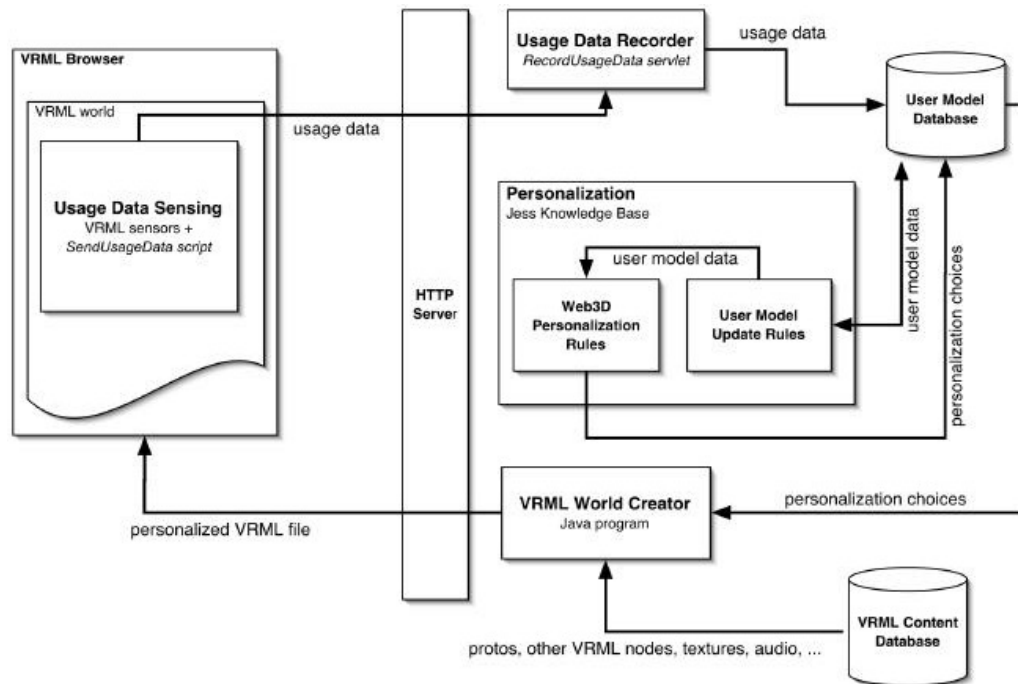 VRML Browser
VRML world
Usage Data Sensing
VRML sensors +
SendUsageData script
usage data
HTTP
Server
Usage Data Recorder
RecordUsageData servlet
usage data
User Model
Database
Personalization
Jess Knowledge Base
user model data
Web3D
Personalization
Rules
User Model
Update Rules
user model data
personalization choices
VRML World Creator
Java program
personalization choices
personalized VRML file
VRML Content
Database
protos, other VRML nodes, textures, audio, ...